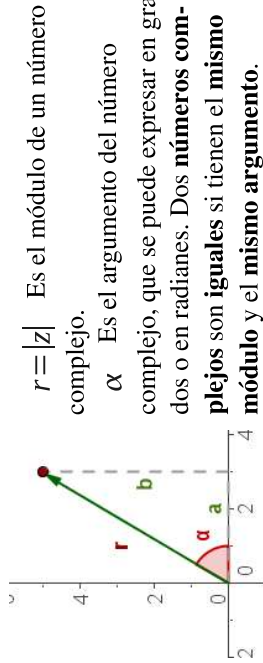 r=|z| Es el módulo de un número
complejo.
α Es el argumento del número
complejo, que se puede expresar en gra
dos o en radianes. Dos números com-
plejos son iguales si tienen el mismo
módulo y el mismo argumento.
4
2
0
2
0
2
4
r
b
a
α